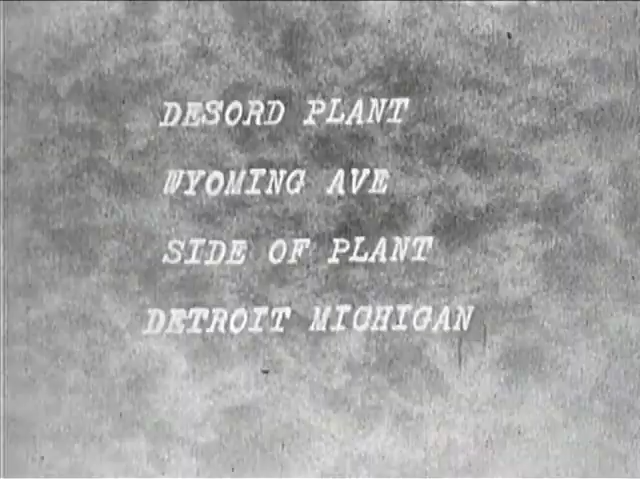 DESORD PLANT
WYOMING AVE
SIDE OF PLANT
DETROIT MICHIGAN